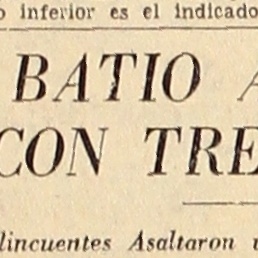 inferior es el indicado
BATIO
CON TRE
lincuentes Asaltaron